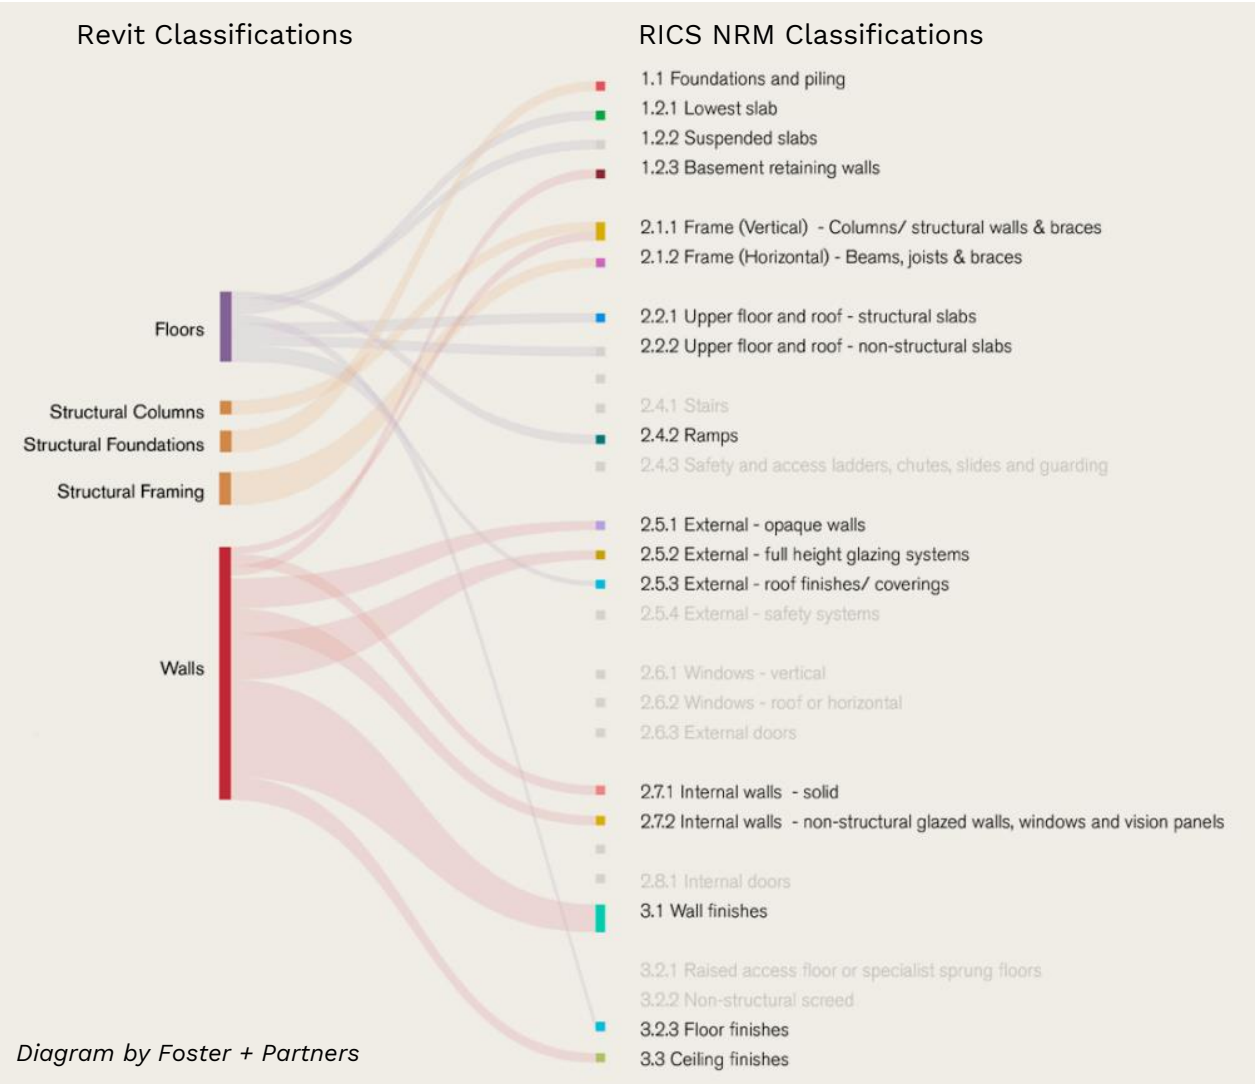 Revit Classifications
RICS NRM Classifications
Floors
Structural Columns
Structural Foundations
Structural Framing
Walls
1.1 Foundations and piling
1.2.1 Lowest slab
1.2.2 Suspended slabs
1.2.3 Basement retaining walls
2.1.1 Frame (Vertical) - Columns/ structural walls & braces
2.1.2 Frame (Horizontal) - Beams, joists & braces
2.2.1 Upper floor and roof - structural slabs
2.2.2 Upper floor and roof - non-structural slabs
2.4.1 Stairs
2.4.2 Ramps
2.4.3 Safety and access ladders, chutes, slides and guarding
2.5.1 External - opaque walls
2.5.2 External - full height glazing systems
2.5.3 External - roof finishes/ coverings
2.5.4 External - safety systems
2.6.1 Windows - vertical
2.6.2 Windows - roof or horizontal
2.6.3 External doors
2.7.1 Internal walls - solid
2.7.2 Internal walls - non-structural glazed walls, windows and vision panels
2.8.1 Internal doors
3.1 Wall finishes
3.2.1 Raised access floor or specialist sprung floors
3.2.2 Non-structural screed
3.2.3 Floor finishes
3.3 Ceiling finishes
Diagram by Foster + Partners